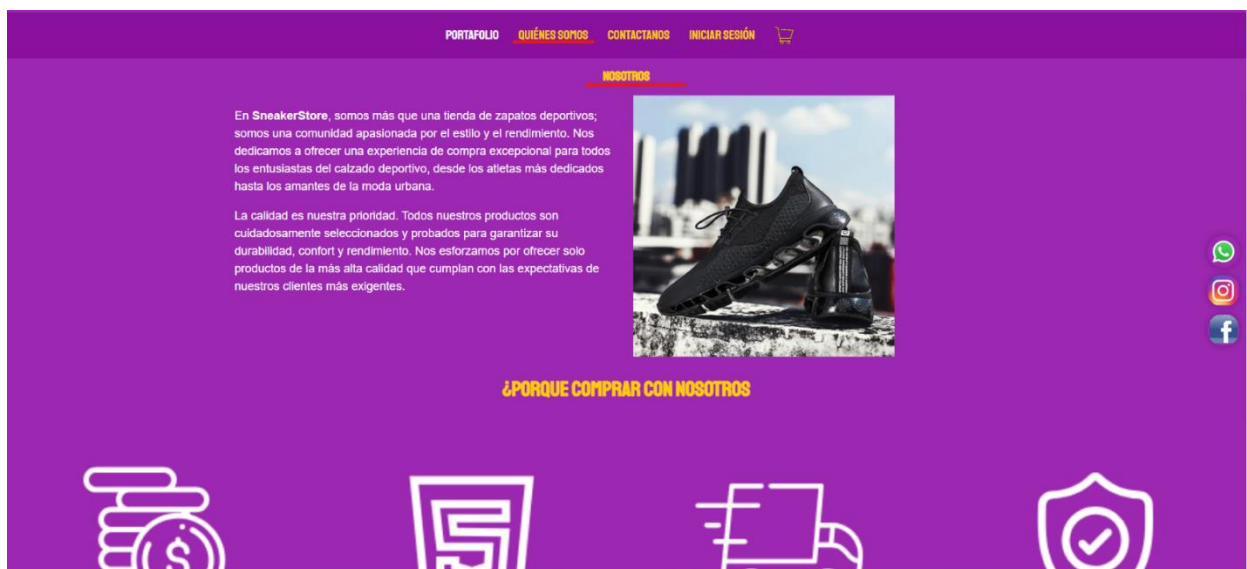 PORTAFOLIO QUIÉNES SOMOS CONTACTANOS INICIAR SESIÓN
NOSOTROS
En SneakerStore, somos más que una tienda de zapatos deportivos;
somos una comunidad apasionada por el estilo y el rendimiento. Nos
dedicamos a ofrecer una experiencia de compra excepcional para todos
los entusiastas del calzado deportivo, desde los atletas más dedicados
hasta los amantes de la moda urbana.
La calidad es nuestra prioridad. Todos nuestros productos son
cuidadosamente seleccionados y probados para garantizar su
durabilidad, confort y rendimiento. Nos esforzamos por ofrecer solo
productos de la más alta calidad que cumplan con las expectativas de
nuestros clientes más exigentes.
¿PORQUE COMPRAR CON NOSOTROS